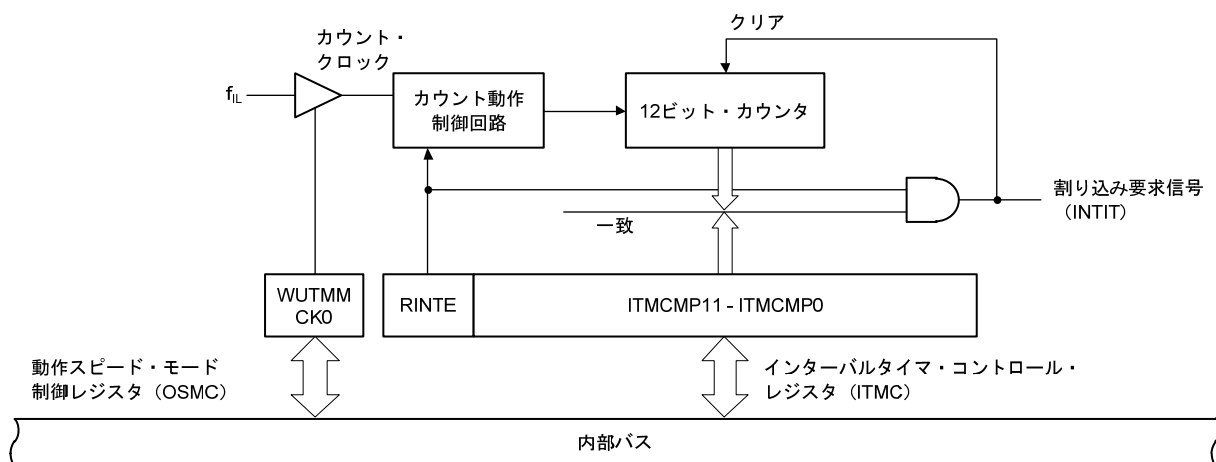 クリア
カウント・
クロック
fIL
カウント動作
制御回路
12ビット・カウンタ
割り込み要求信号
（INTIT）
一致
WUTMM
CK0
RINTE
ITMCMP11 - ITMCMP0
動作スピード・モード
制御レジスタ（OSMC）
インターバルタイマ・コントロール・
レジスタ（ITMC）
内部バス